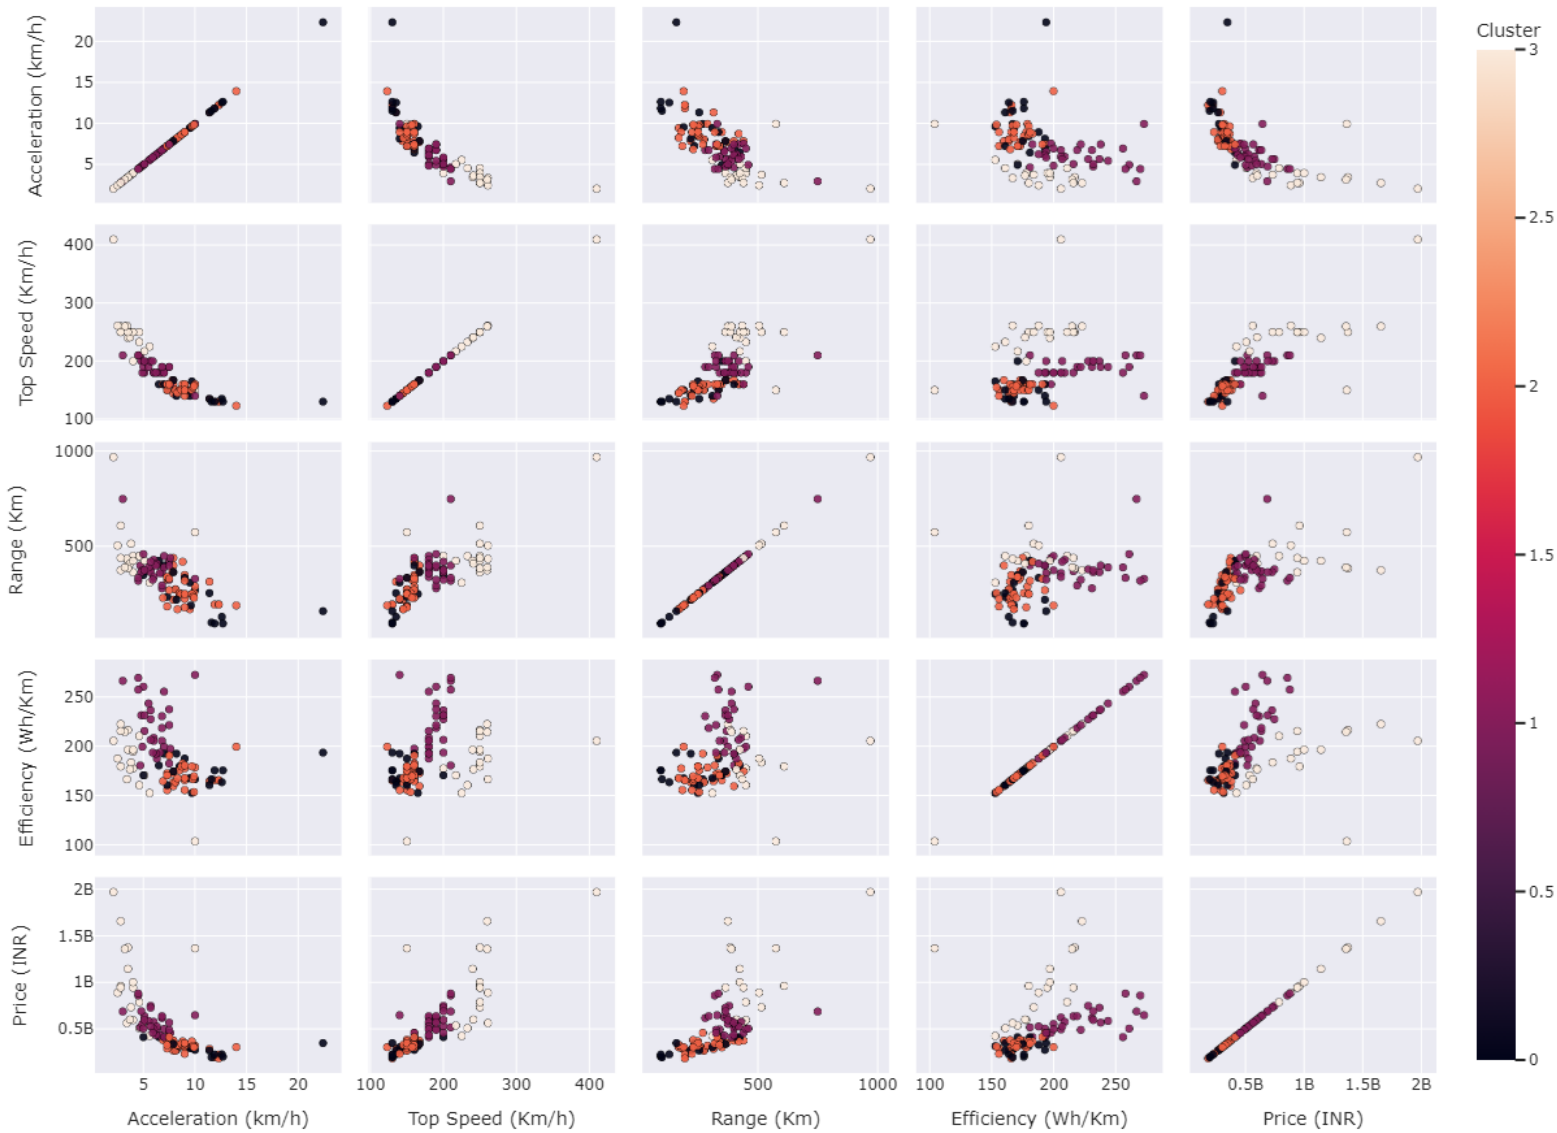 Cluster
3
2.5
2
1.5
1
0.5
0
Acceleration (km/h)
20
15
10
5
Top Speed (Km/h)
400
300
200
100
Range (Km)
1000
500
Efficiency (Wh/Km)
250
200
150
100
Price (INR)
2B
1.5B
1B
0.5B
5 10 15 20 100 200 300 400 500 1000 100 150 200 250 0.5B 1B 1.5B 2B
Acceleration (km/h) Top Speed (Km/h) Range (Km) Efficiency (Wh/Km) Price (INR)